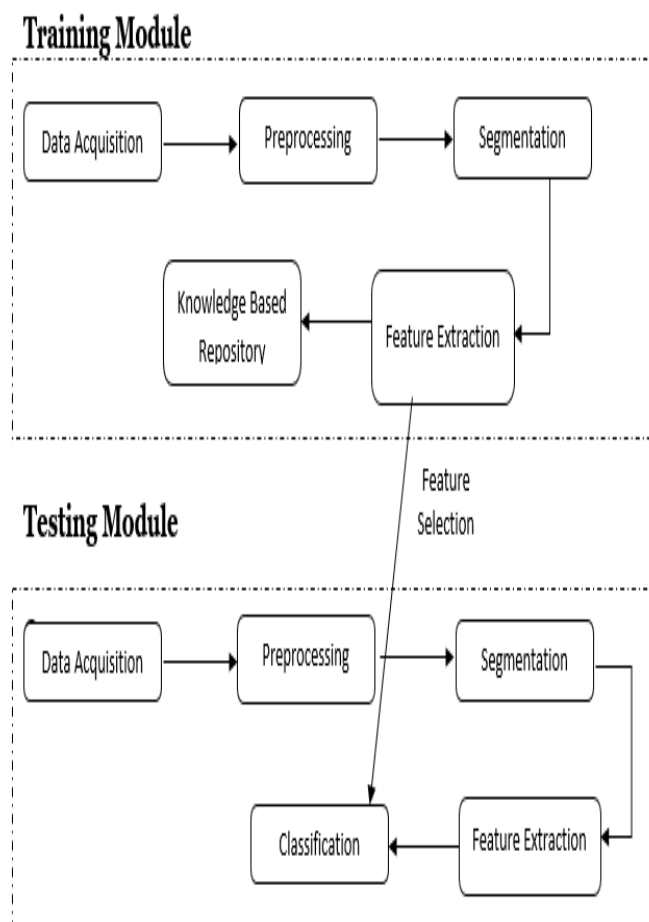 Training Module
Data Acquisition
Preprocessing
Segmentation
Knowledge Based
Repository
Feature Extraction
Feature
Selection
Testing Module
Data Acquisition
Preprocessing
Segmentation
Classification
Feature Extraction